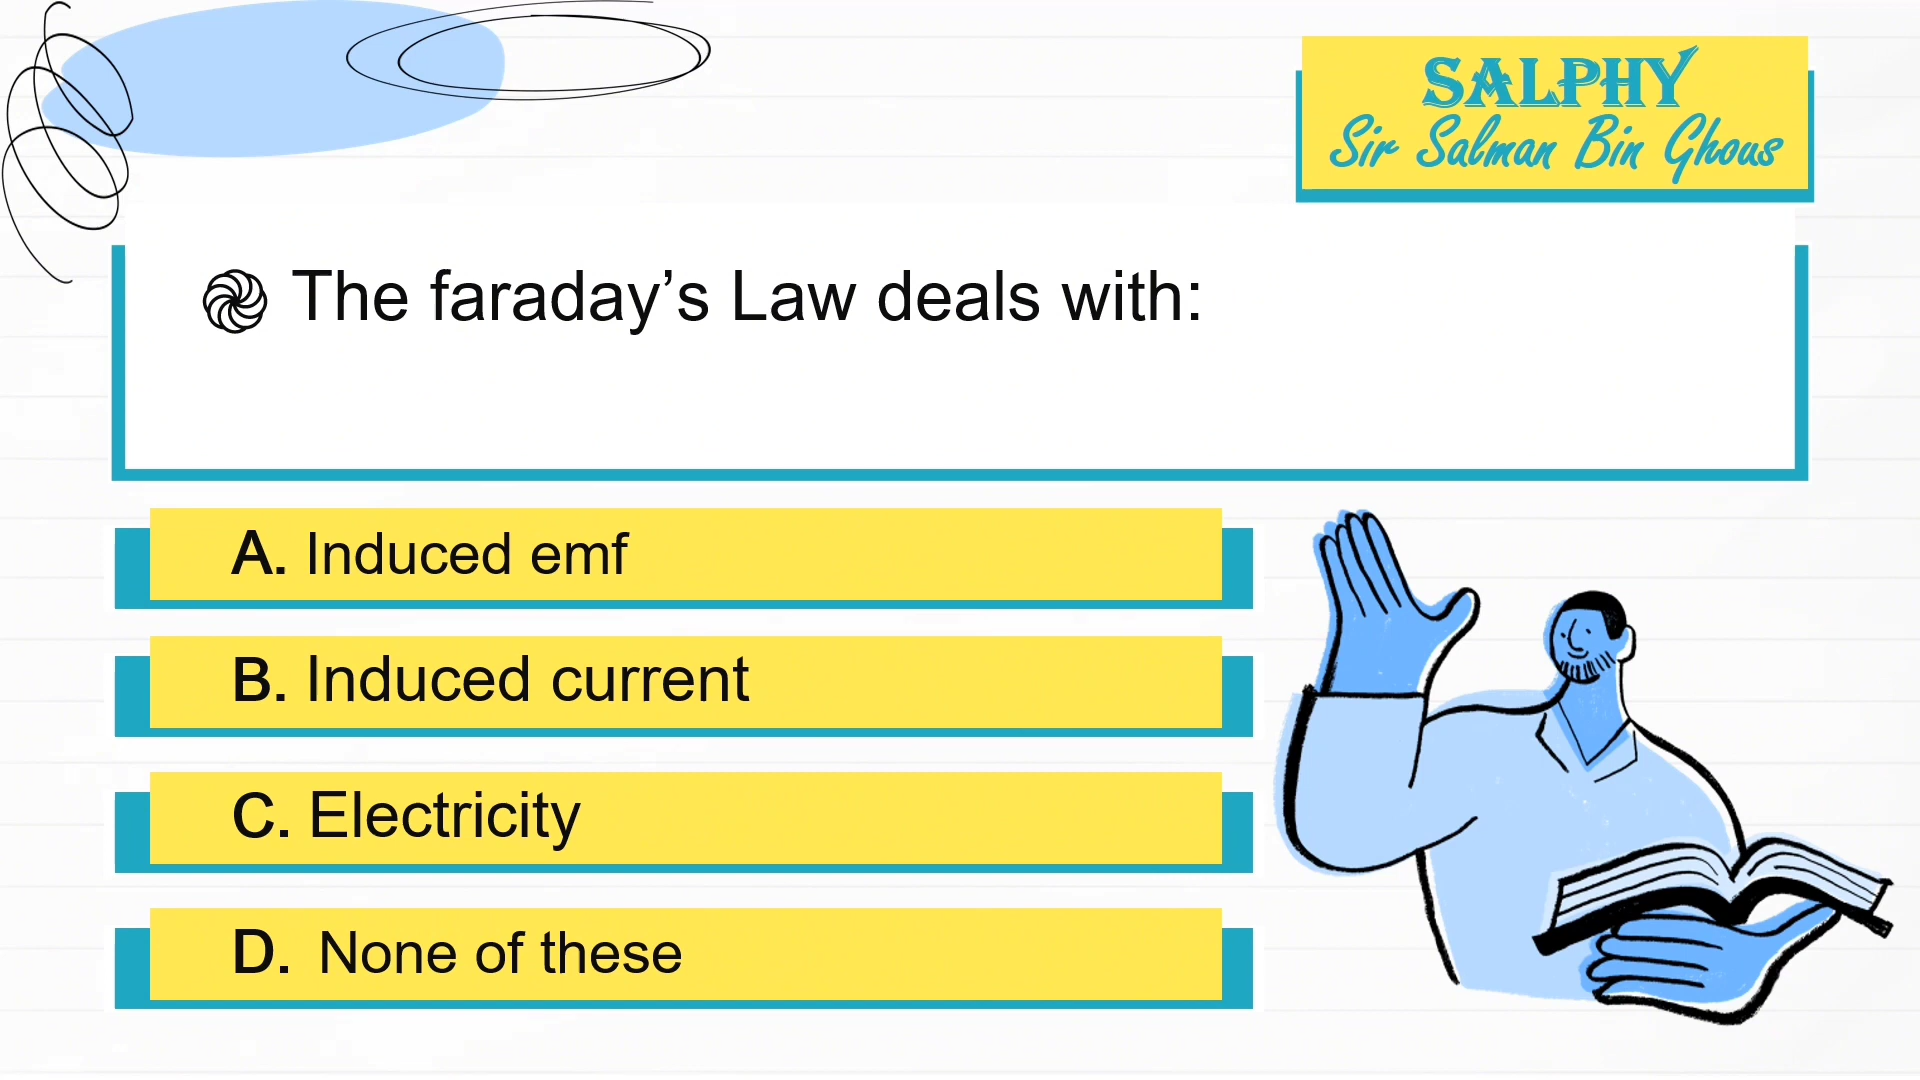 SALPHY
Sir Salman Bin Ghous
The faraday’s Law deals with:
A. Induced emf
B. Induced current
C. Electricity
D. None of these